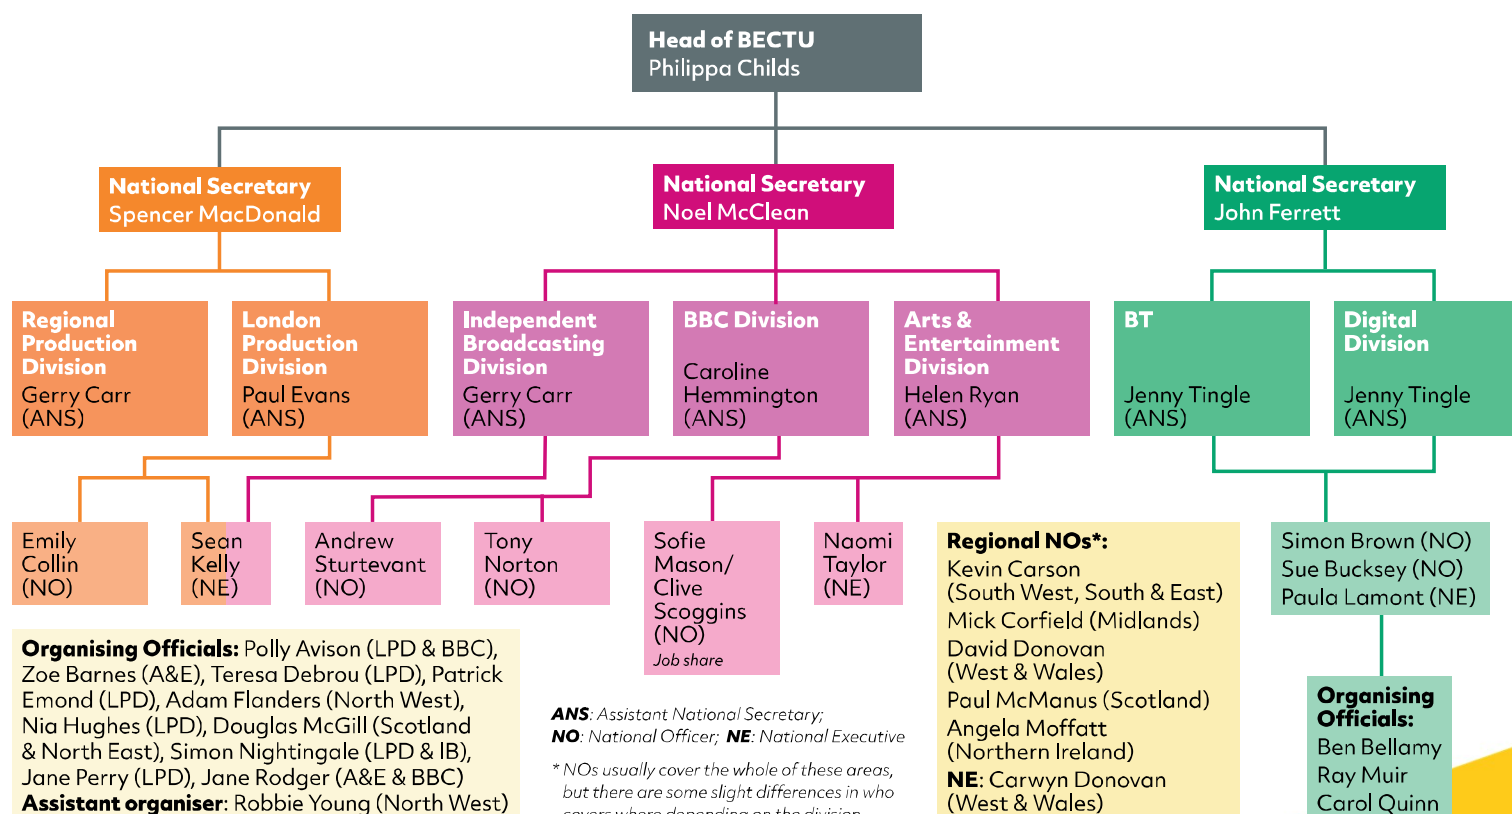 Head of BECTU
Philippa Childs
National Secretary
Spencer MacDonald
National Secretary
Noel McClean
National Secretary
John Ferrett
Regional
Production
Division
Gerry Carr
(ANS)
London
Production
Division
Paul Evans
(ANS)
Independent
Broadcasting
Division
Gerry Carr
(ANS)
BBC Division
Caroline
Hemmington
(ANS)
Arts &
Entertainment
Division
Helen Ryan
(ANS)
BT
Jenny Tingle
(ANS)
Digital
Division
Jenny Tingle
(ANS)
Emily
Collin
(NO)
Sean
Kelly
(NE)
Andrew
Sturtevant
(NO)
Tony
Norton
(NO)
Sofie
Mason/
Clive
Scoggins
(NO)
Job share
Naomi
Taylor
(NE)
Regional NOs*:
Kevin Carson
(South West, South & East)
Mick Corfield (Midlands)
David Donovan
(West & Wales)
Paul McManus (Scotland)
Angela Moffatt
(Northern Ireland)
NE: Carwyn Donovan
(West & Wales)
Simon Brown (NO)
Sue Bucksey (NO)
Paula Lamont (NE)
Organising
Officials:
Ben Bellamy
Ray Muir
Carol Quinn
Organising Officials: Polly Avison (LPD & BBC),
Zoe Barnes (A&E), Teresa Debrou (LPD), Patrick
Emond (LPD), Adam Flanders (North West),
Nia Hughes (LPD), Douglas McGill (Scotland
& North East), Simon Nightingale (LPD & IB),
Jane Perry (LPD), Jane Rodger (A&E & BBC)
Assistant organiser: Robbie Young (North West)
ANS: Assistant National Secretary;
NO: National Officer; NE: National Executive
* NOs usually cover the whole of these areas,
but there are some slight differences in who
covers where depending on the division